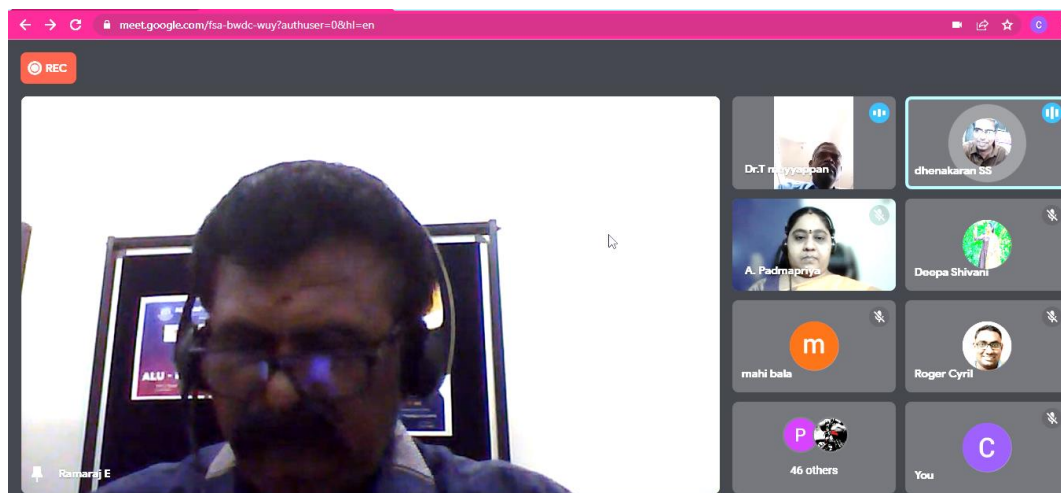 meet.google.com/fsa-bwdc-wuy?authuser=0&hl=en
C
REC
Dr.T meyyappan
dhenakaran SS
A. Padmapriya
Deepa Shivani
m
mahi bala
Roger Cyril
P
46 others
C
You
ALU -
Ramaraj E